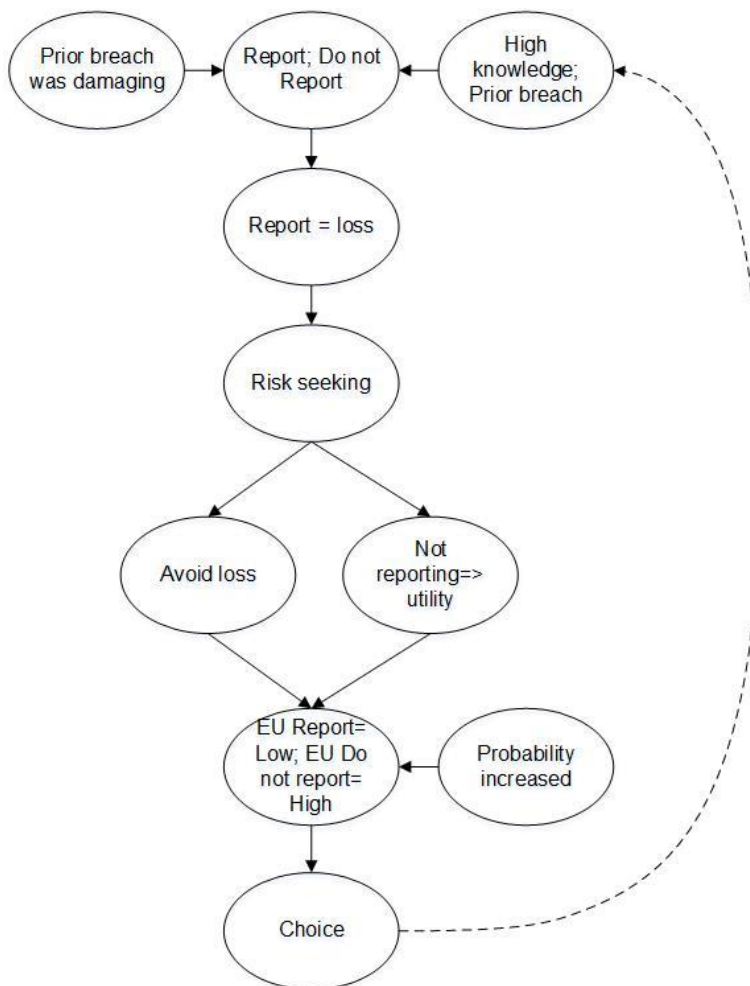 Prior breach
was damaging
Report; Do not
Report
High
knowledge;
Prior breach
Report = loss
Risk seeking
Avoid loss
Not
reporting=>
utility
EU Report=
Low; EU Do
not report=
High
Probability
increased
Choice